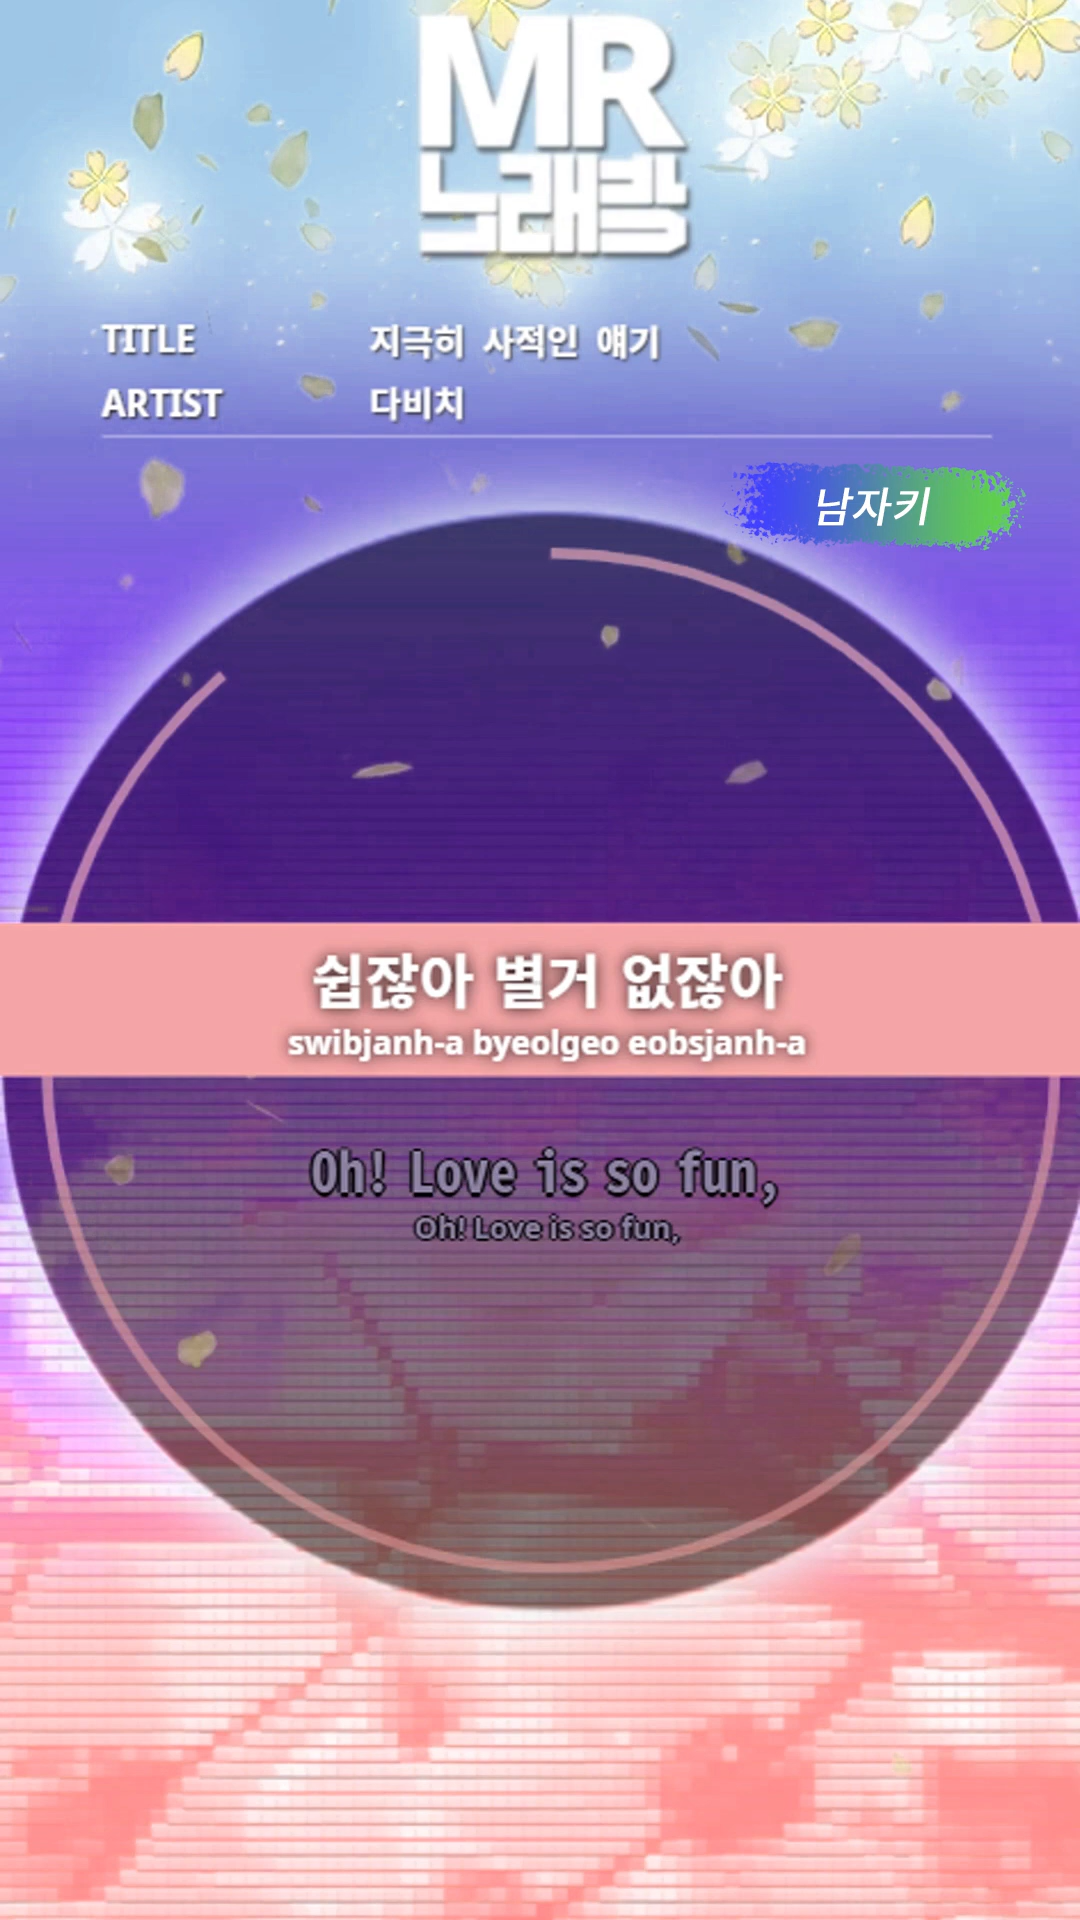 MR
노래방
TITLE 지극히 사적인 얘기
ARTIST 다비치
남자키
쉽잖아 별거 없잖아
swibjanh-a byeolgeo eobsjanh-a
Oh! Love is so fun,
Oh! Love is so fun,